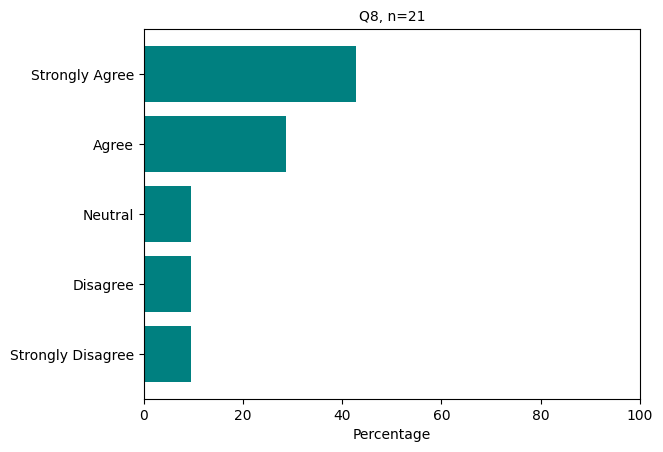 Q8, n=21
Strongly Agree
Agree
Neutral
Disagree
Strongly Disagree
0 20 40 60 80 100
Percentage